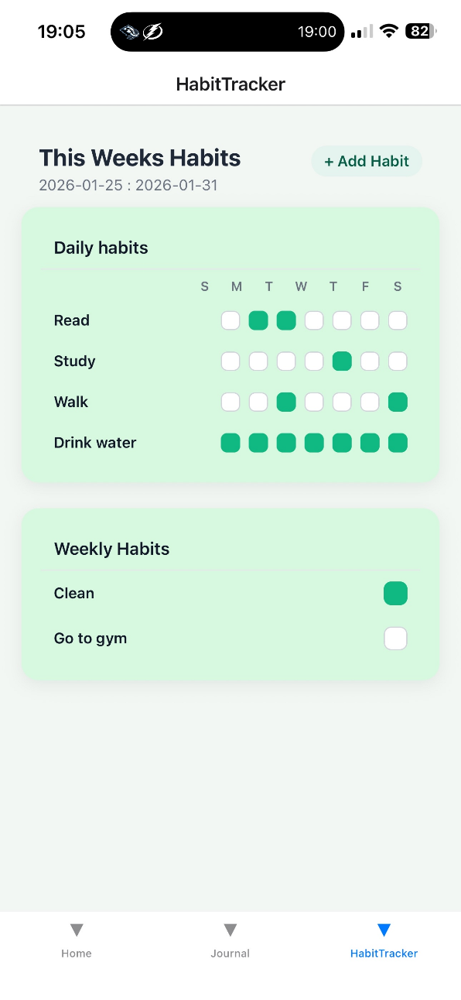 19:05 19:00 82
HabitTracker
This Weeks Habits
+ Add Habit
2026-01-25 : 2026-01-31
Daily habits
S M T W T F S
Read
Study
Walk
Drink water
Weekly Habits
Clean
Go to gym
Home Journal HabitTracker